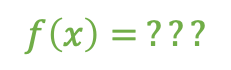 f(x) = ???